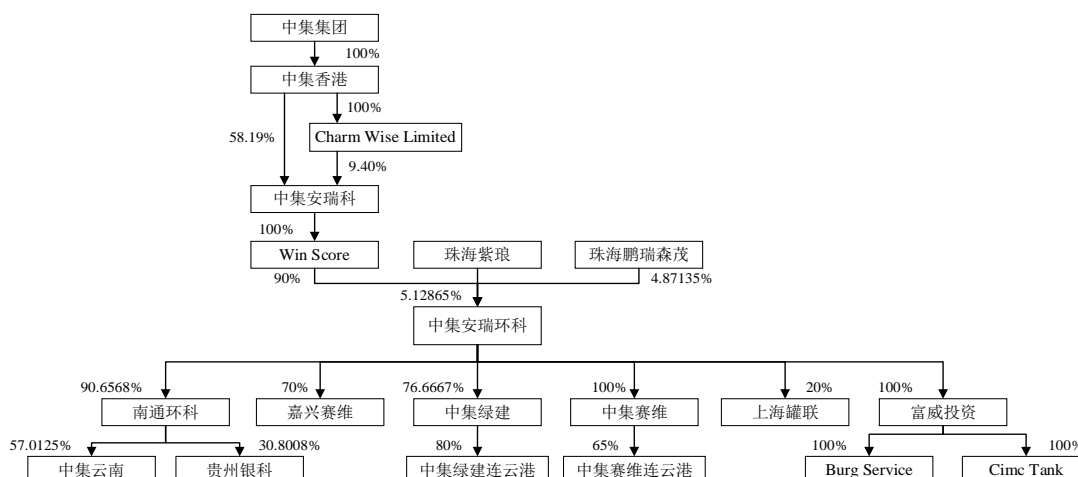 中集集团
100%
中集香港
100%
58.19%
Charm Wise Limited
9.40%
中集安瑞科
100%
Win Score
珠海紫琅
珠海鹏瑞森茂
90%
4.87135%
5.12865%
中集安瑞环科
90.6568%
70%
76.6667%
100%
20%
100%
南通环科
嘉兴赛维
中集绿建
中集赛维
上海罐联
富威投资
57.0125%
30.8008%
80%
65%
100%
100%
中集云南
贵州银科
中集绿建连云港
中集赛维连云港
Burg Service
Cimc Tank